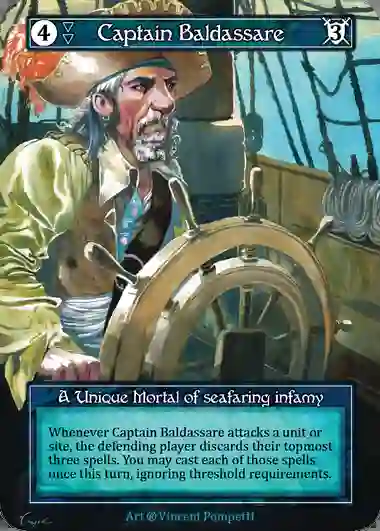 4 Captain Baldassare 3
A Unique Mortal of seafaring infamy
Whenever Captain Baldassare attacks a unit or
site, the defending player discards their topmost
three spells. You may cast each of those spells
once this turn, ignoring threshold requirements.
Art @ Vincent Pompetti